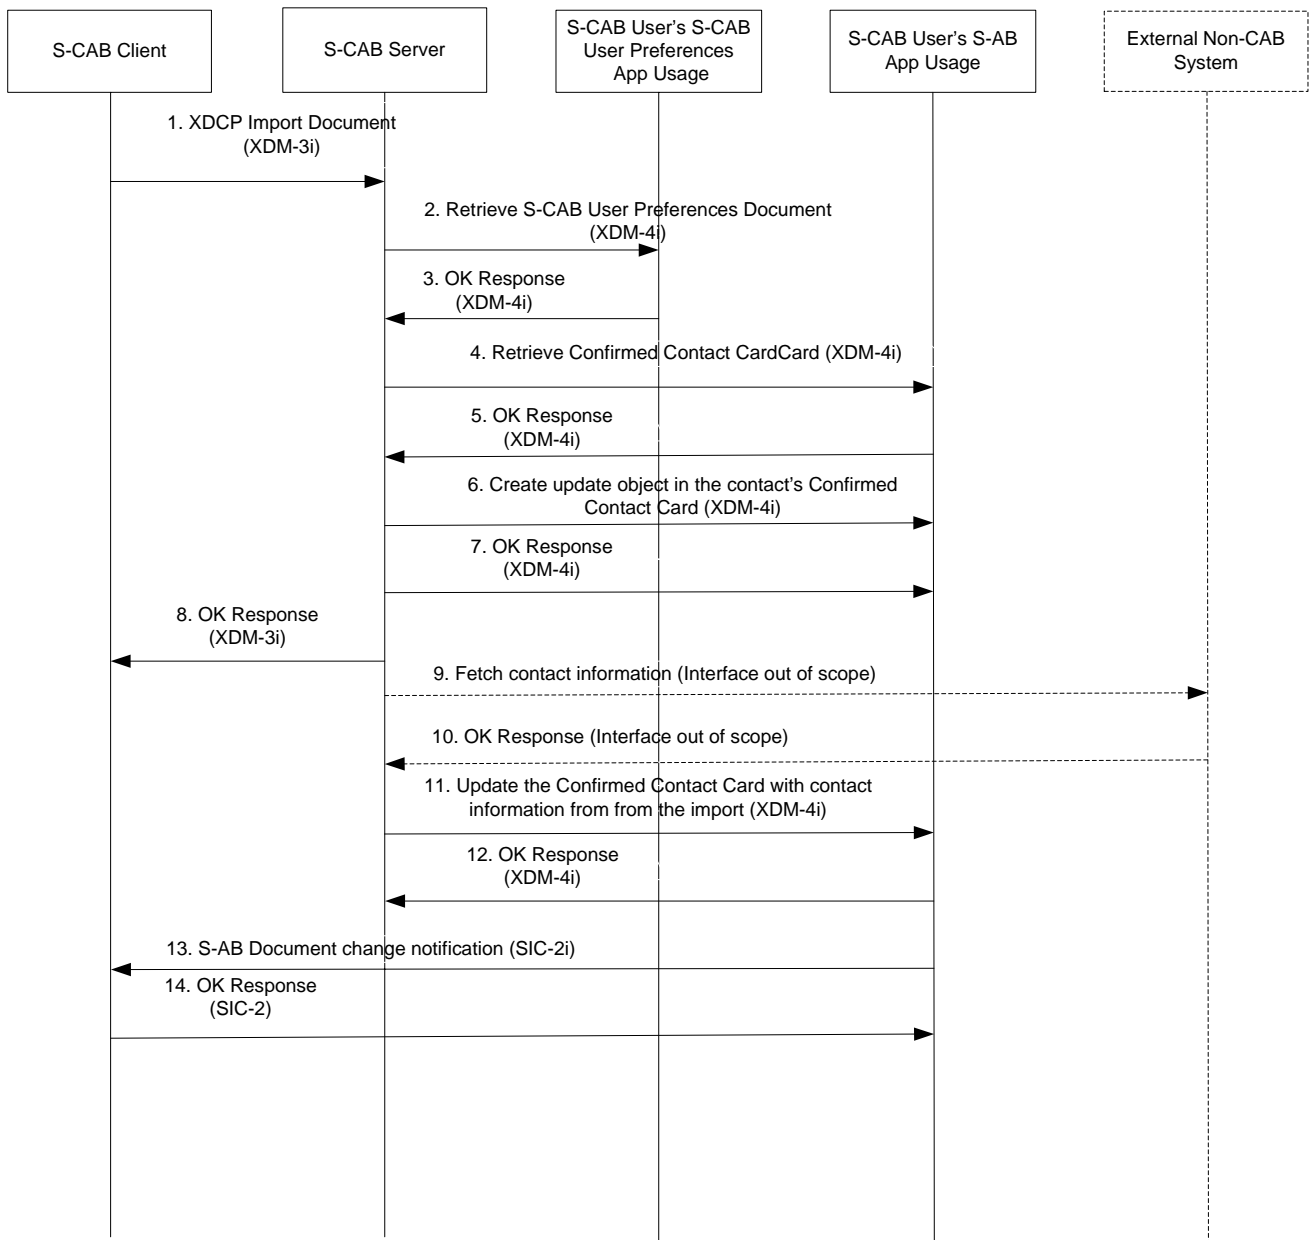 S-CAB Client
S-CAB Server
S-CAB User's S-CAB
User Preferences
App Usage
S-CAB User's S-AB
App Usage
External Non-CAB
System
1. XDCP Import Document
(XDM-3i)
2. Retrieve S-CAB User Preferences Document
(XDM-4i)
3. OK Response
(XDM-4i)
4. Retrieve Confirmed Contact CardCard (XDM-4i)
5. OK Response
(XDM-4i)
6. Create update object in the contact's Confirmed
Contact Card (XDM-4i)
7. OK Response
(XDM-4i)
8. OK Response
(XDM-3i)
9. Fetch contact information (Interface out of scope)
10. OK Response (Interface out of scope)
11. Update the Confirmed Contact Card with contact
information from from the import (XDM-4i)
12. OK Response
(XDM-4i)
13. S-AB Document change notification (SIC-2i)
14. OK Response
(SIC-2)